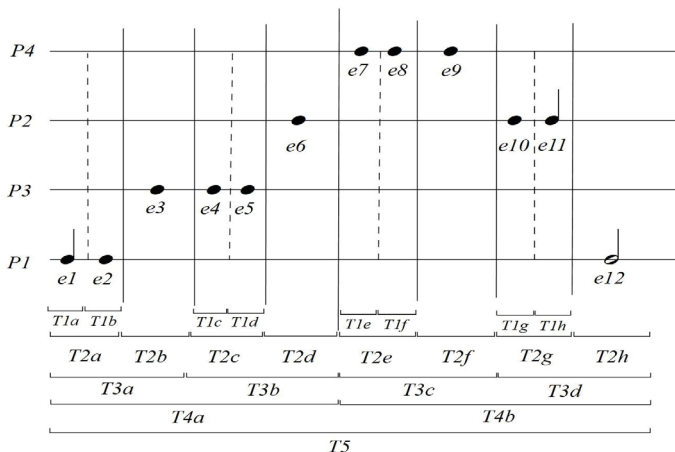 P4
e7 e8 e9
P2
e6 e10 e11
P3
e3 e4 e5
P1
e1 e2 e12
T1a T1b T1c T1d T1e T1f T1g T1h
T2a T2b T2c T2d T2e T2f T2g T2h
T3a T3b T3c T3d
T4a T4b
T5